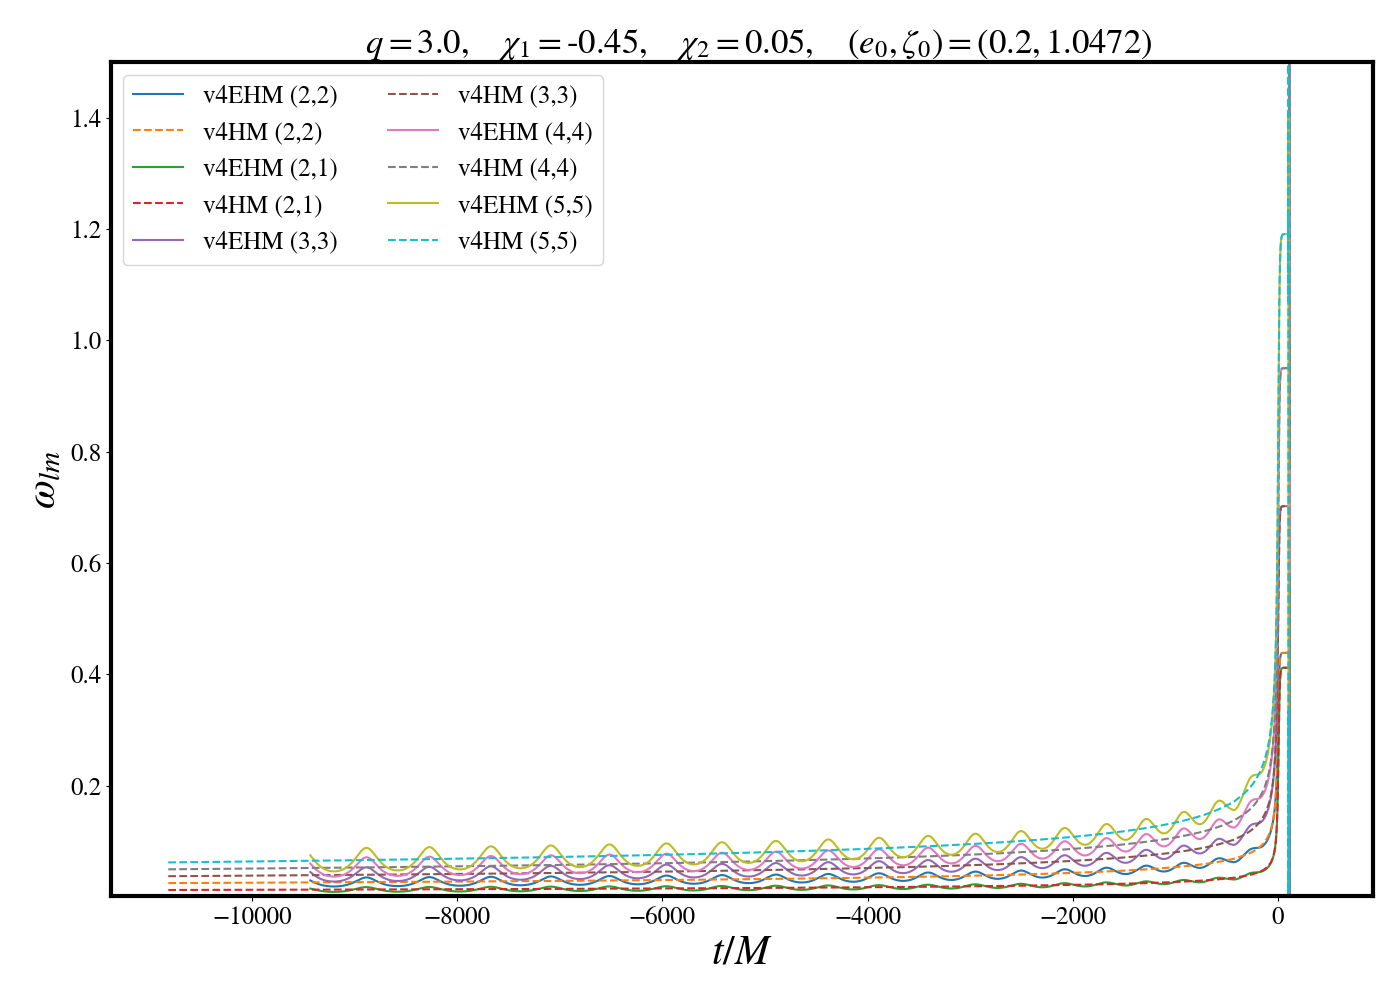 q = 3.0, χ₁ = -0.45, χ₂ = 0.05, (e₀, ζ₀) = (0.2, 1.0472)
v4EHM (2,2)
v4HM (2,2)
v4EHM (2,1)
v4HM (2,1)
v4EHM (3,3)
v4HM (3,3)
v4EHM (4,4)
v4HM (4,4)
v4EHM (5,5)
v4HM (5,5)
1.4
1.2
1.0
0.8
0.6
0.4
0.2
ωₗₘ
−10000
−8000
−6000
−4000
−2000
0
t/M